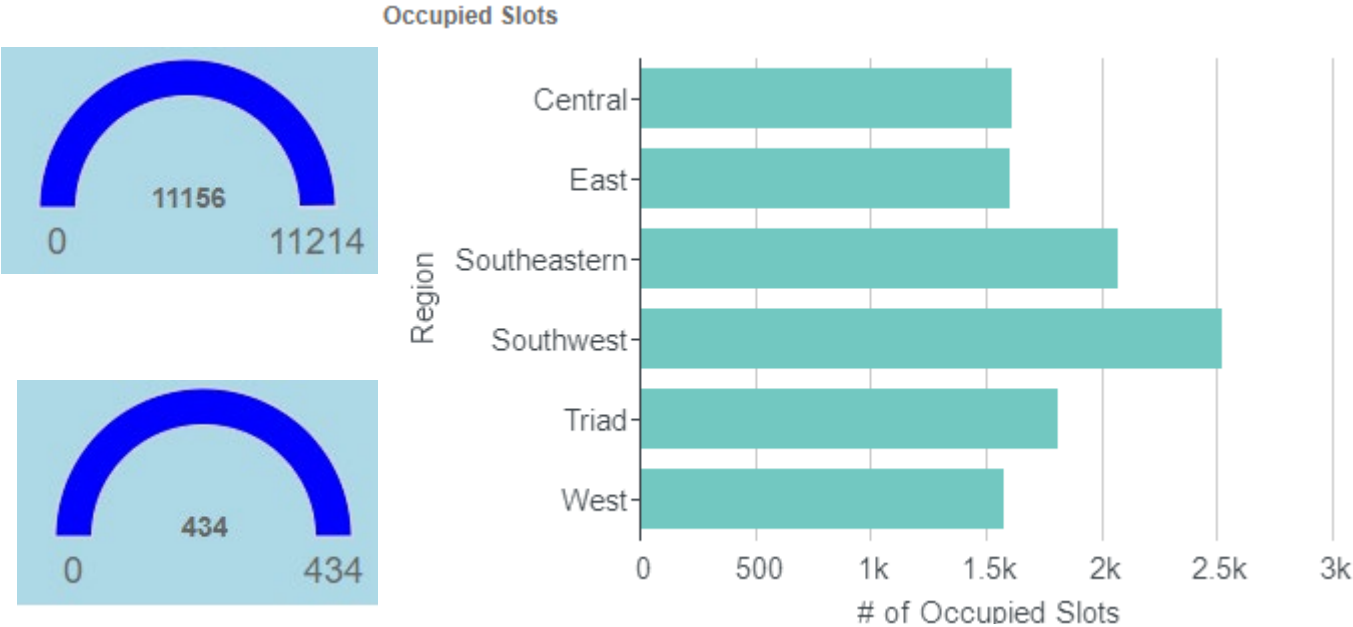 Occupied Slots
11156
0 11214
434
0 434
Region
Central
East
Southeastern
Southwest
Triad
West
0 500 1k 1.5k 2k 2.5k 3k
# of Occupied Slots